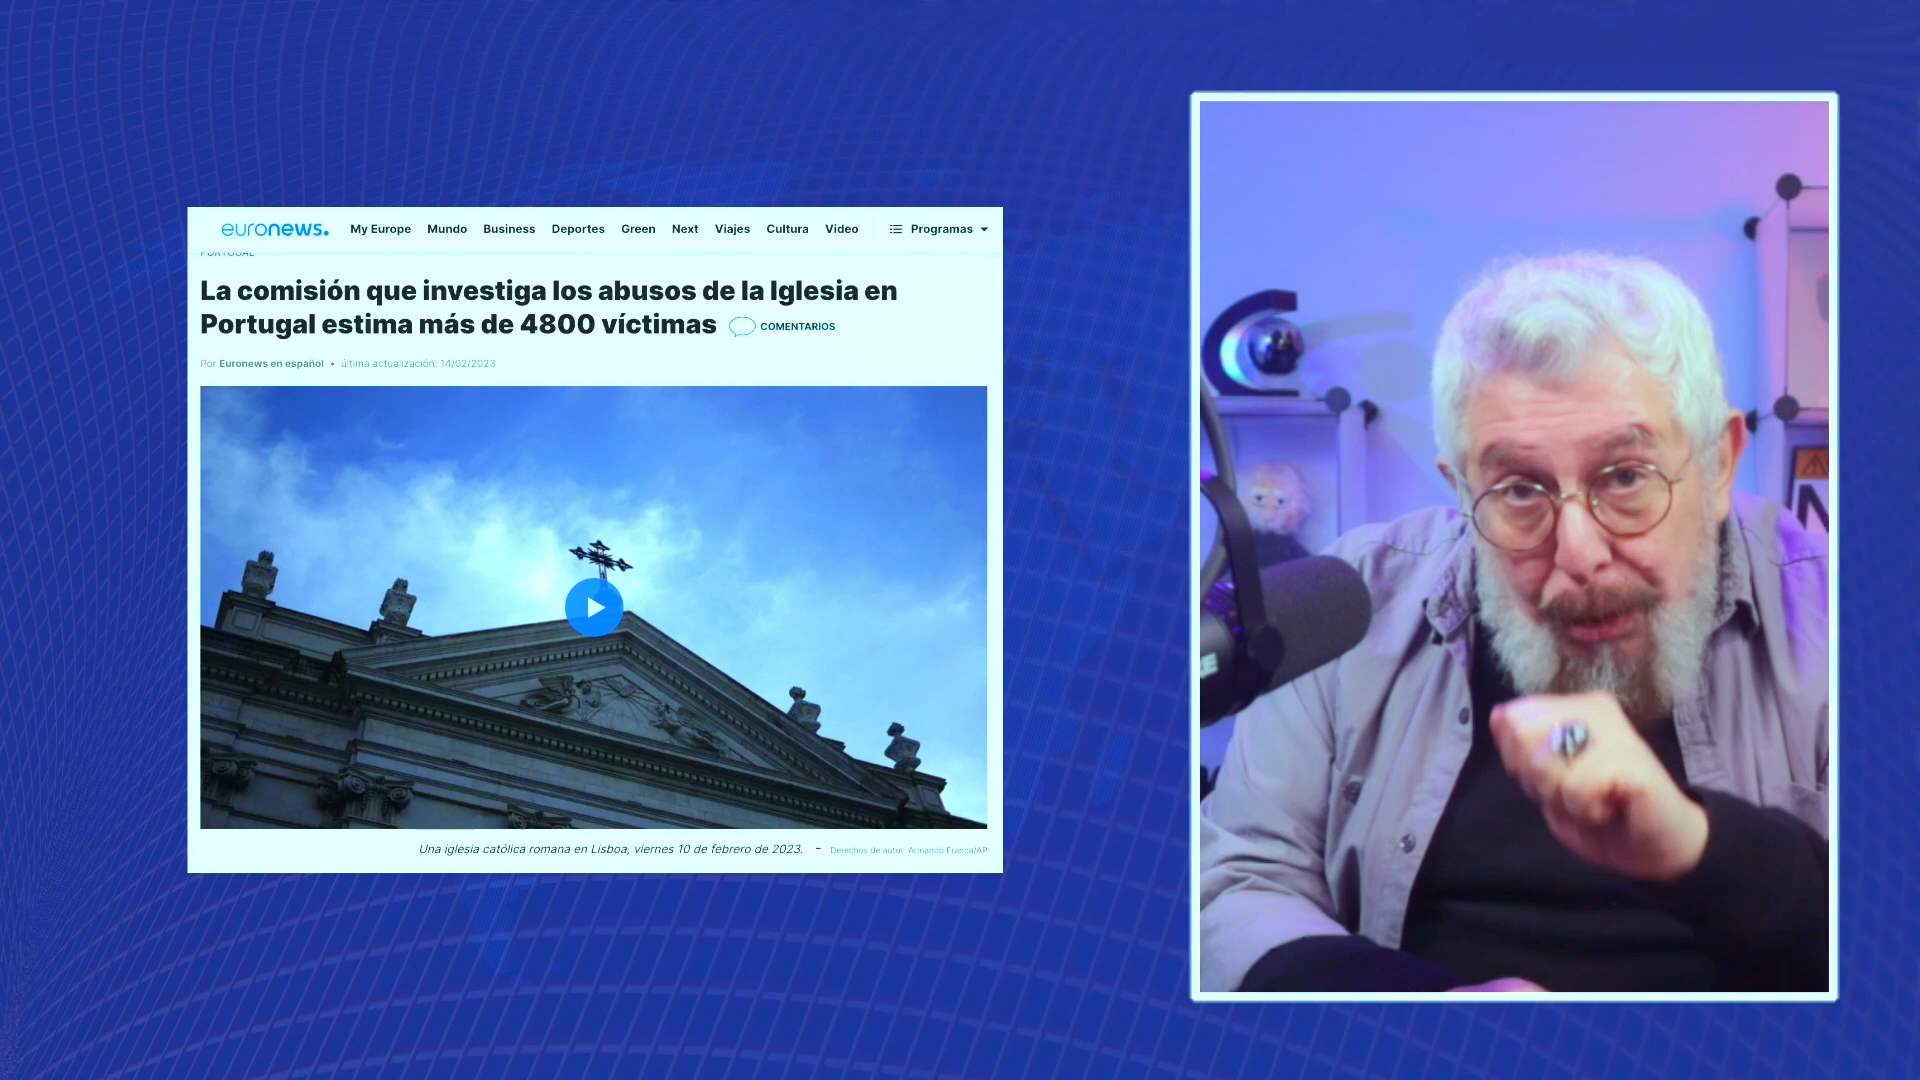 euronews. My Europe Mundo Business Deportes Green Next Viajes Cultura Video Programas
PORTUGAL
La comisión que investiga los abusos de la Iglesia en
Portugal estima más de 4800 víctimas COMENTARIOS
Por Euronews en español • última actualización: 14/02/2023
Una iglesia católica romana en Lisboa, viernes 10 de febrero de 2023. - Derechos de autor Armando Franca/AP